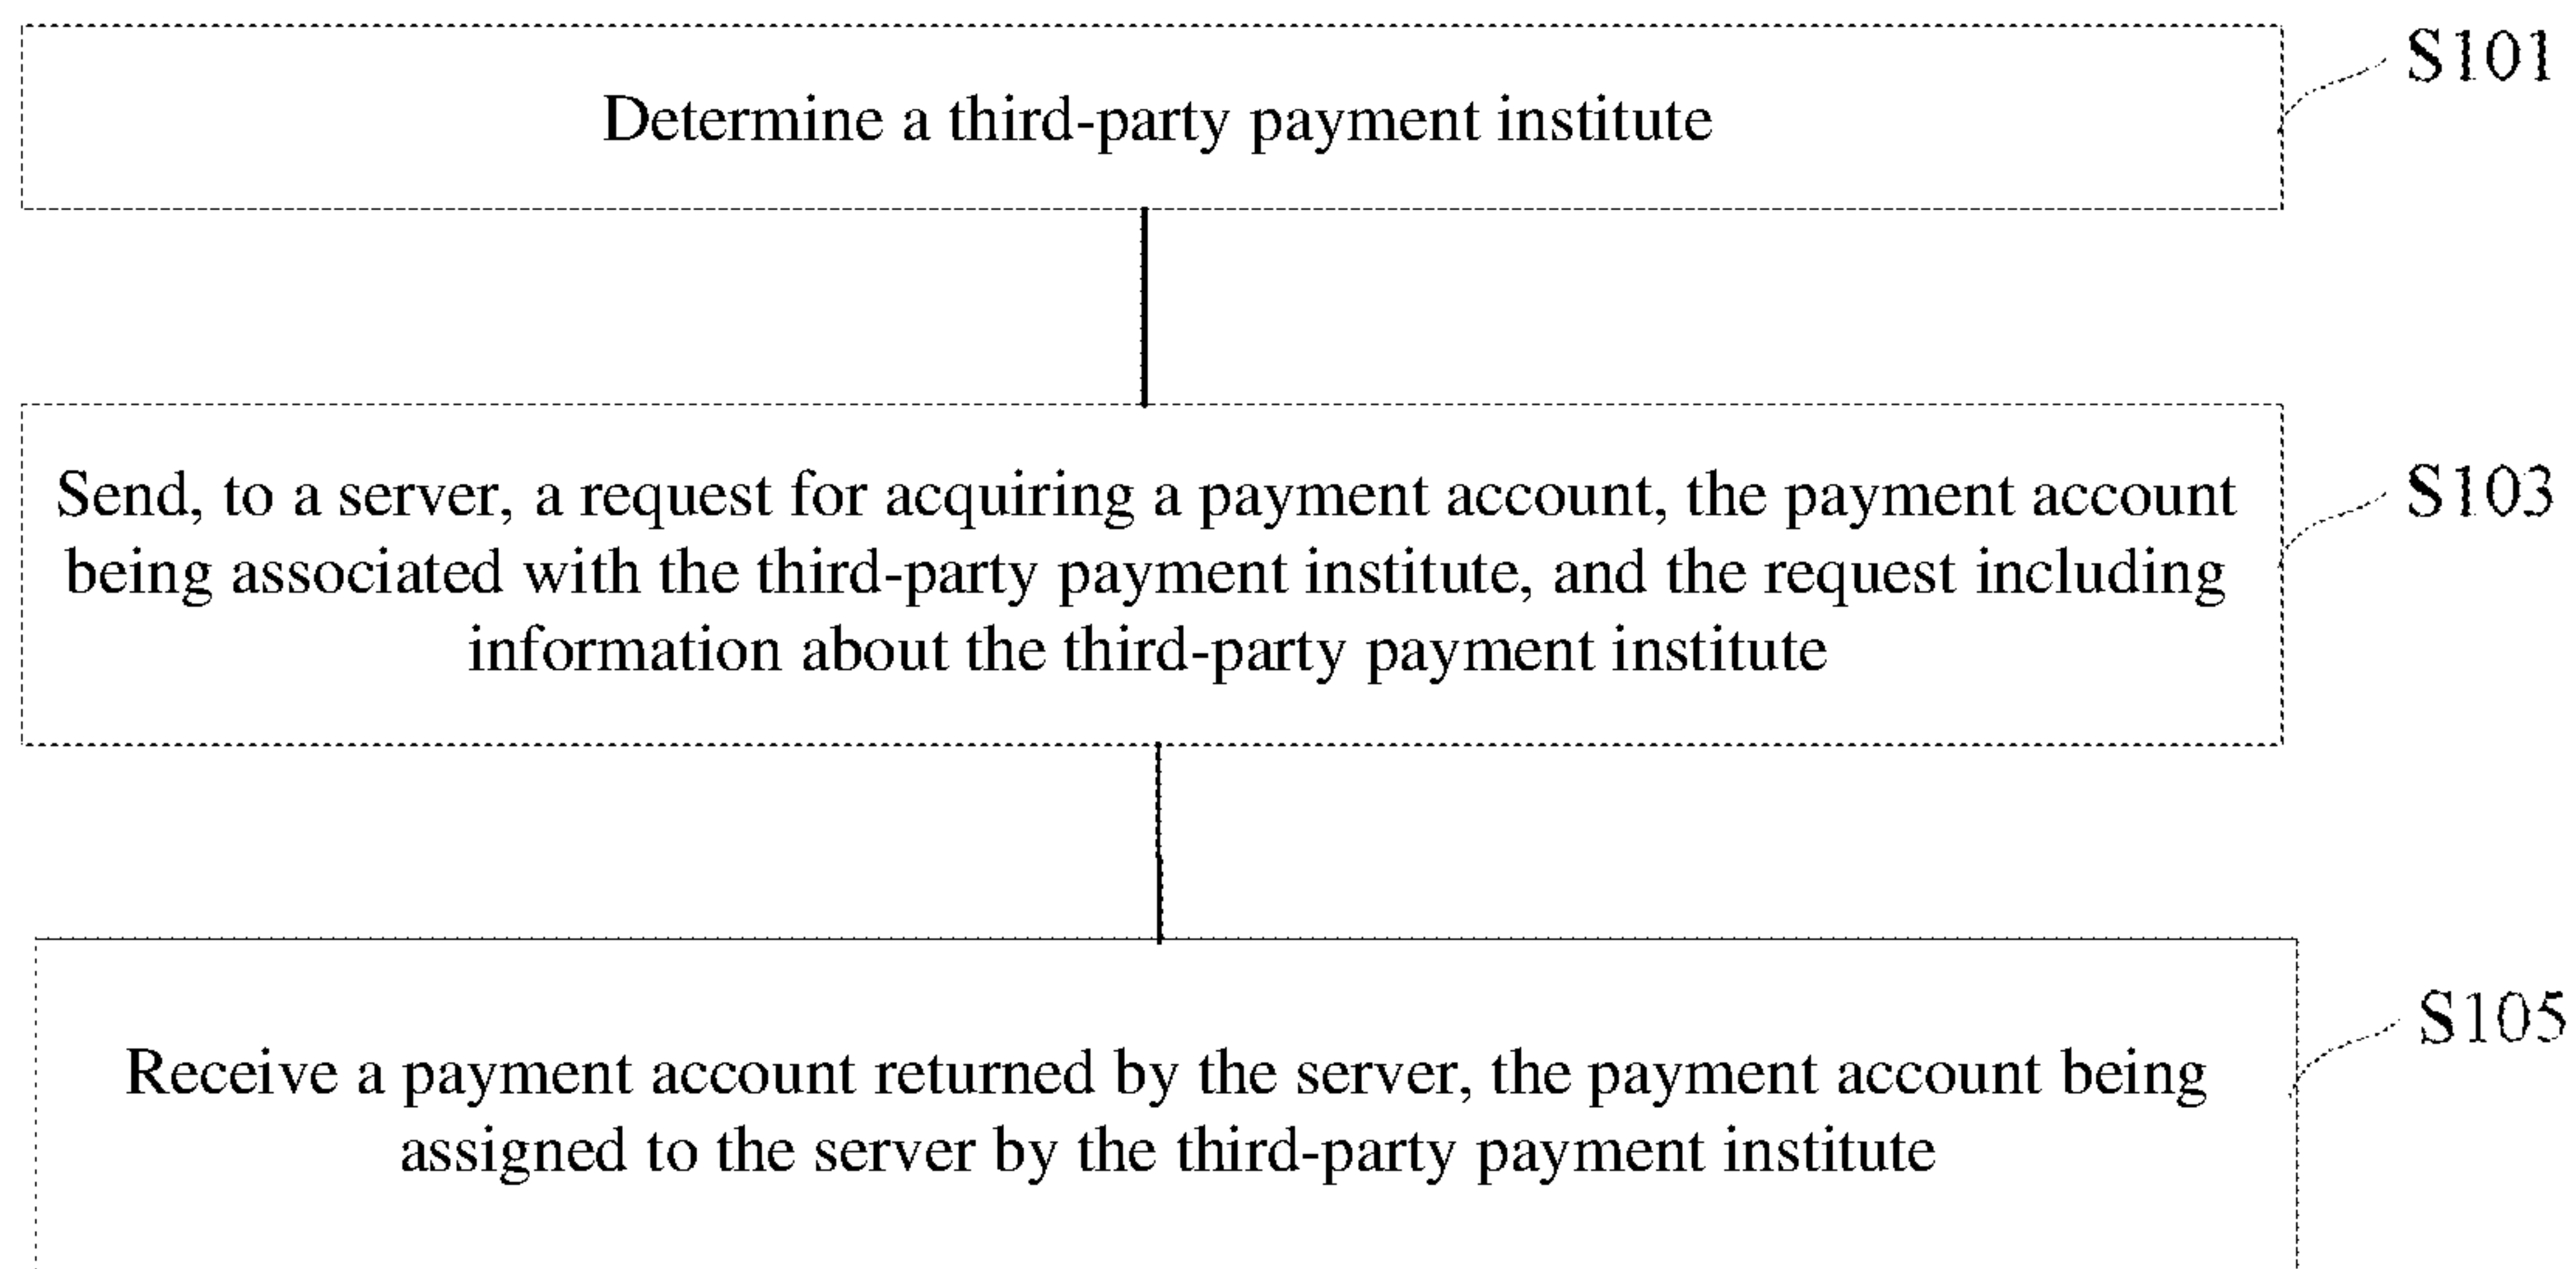 S101
Determine a third-party payment institute
Send, to a server, a request for acquiring a payment account, the payment account
being associated with the third-party payment institute, and the request including
information about the third-party payment institute
S103
S105
Receive a payment account returned by the server, the payment account being
assigned to the server by the third-party payment institute